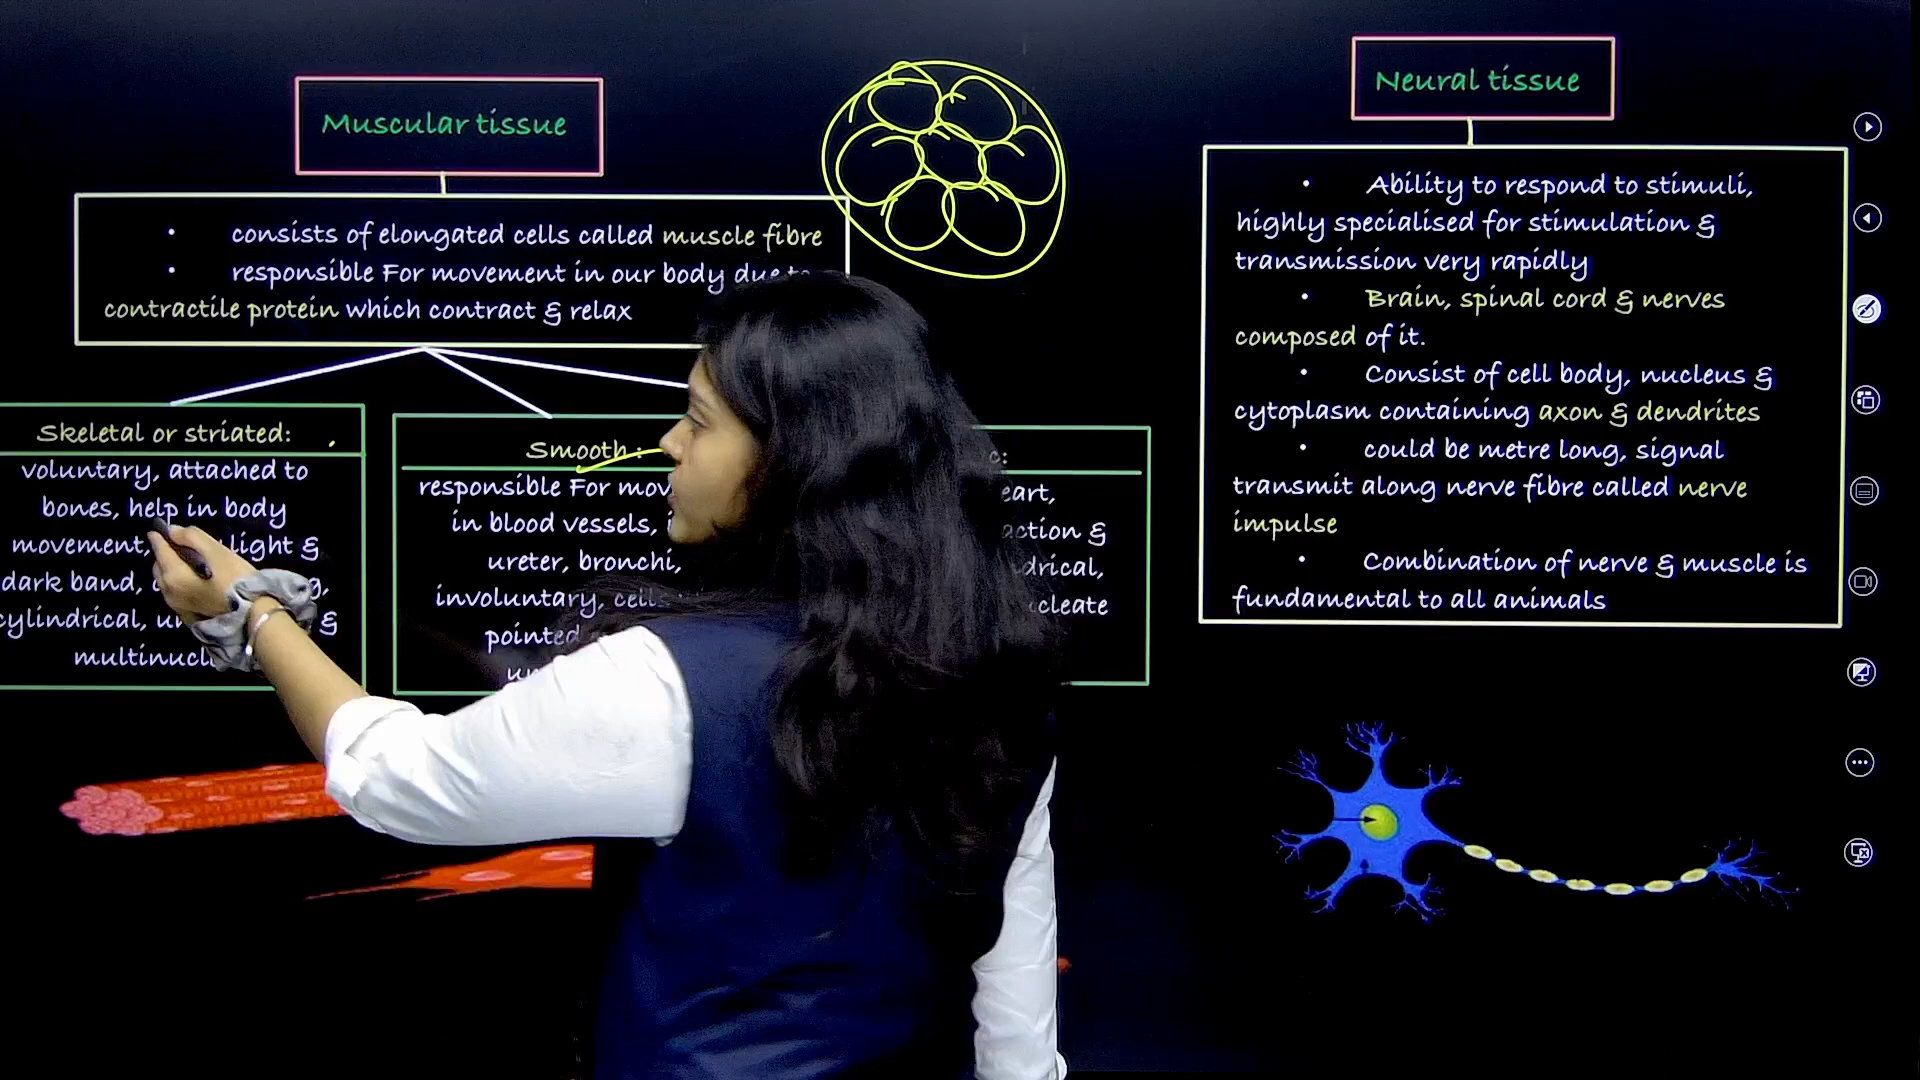 Muscular tissue
• consists of elongated cells called muscle fibre
• responsible For movement in our body due to
contractile protein which contract & relax
Skeletal or striated:
voluntary, attached to
bones, help in body
movement, light &
dark band,
cylindrical, &
Smooth :
responsible For
in blood vessels,
ureter, bronchi,
involuntary,
pointed
action &
Neural tissue
• Ability to respond to stimuli,
highly specialised for stimulation &
transmission very rapidly
• Brain, spinal cord & nerves
composed of it.
• Consist of cell body, nucleus &
cytoplasm containing axon & dendrites
• could be metre long, signal
transmit along nerve fibre called nerve
impulse
• Combination of nerve & muscle is
fundamental to all animals